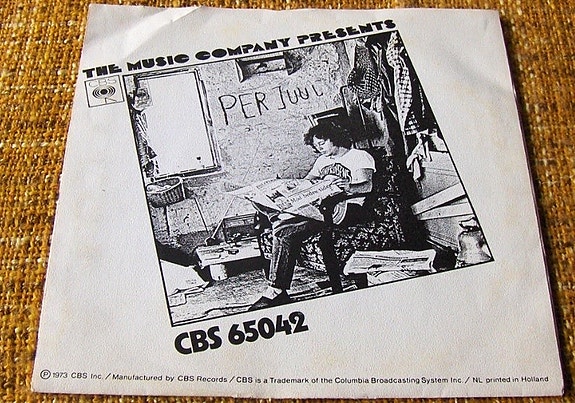 THE MUSIC COMPANY PRESENTS
CBS
PER JUUL
CBS 65042
Ⓟ 1973 CBS Inc. / Manufactured by CBS Records / CBS is a Trademark of the Columbia Broadcasting System Inc. / NL printed in Holland